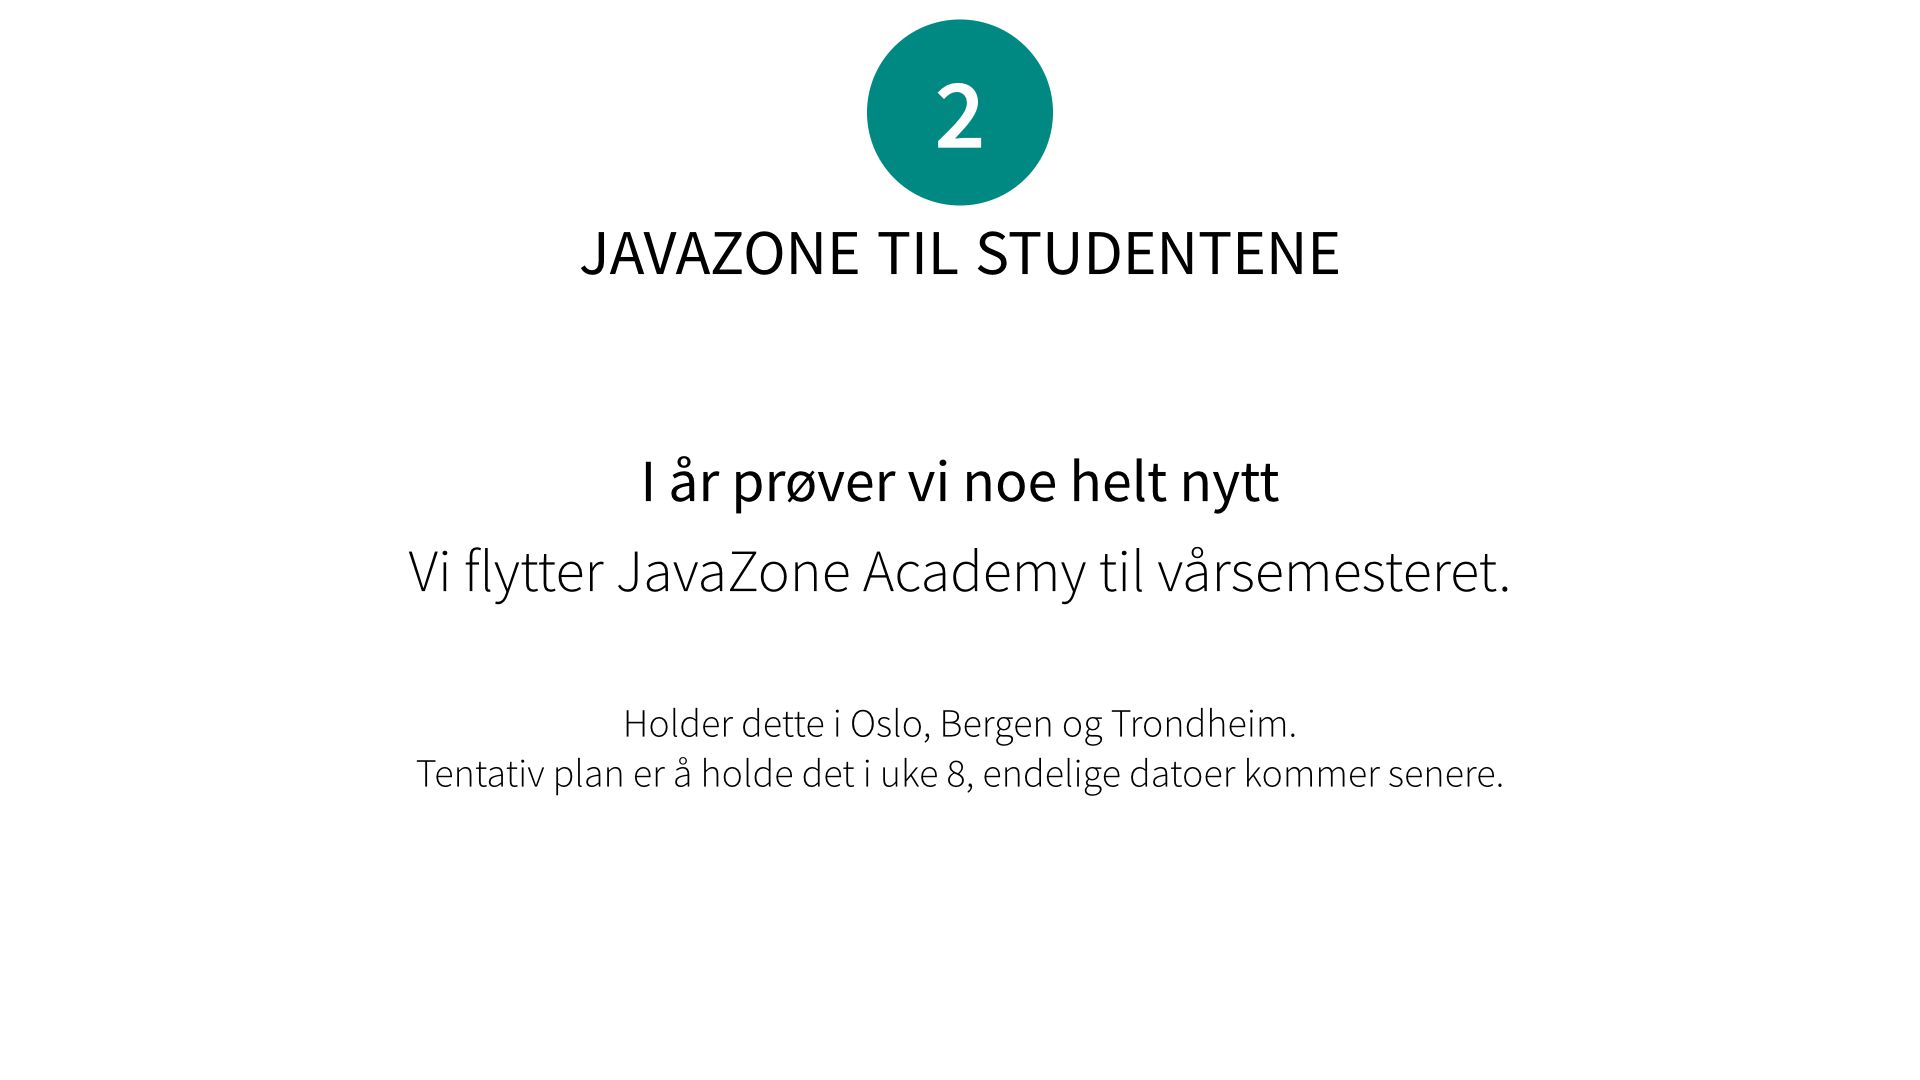 2
JAVAZONE TIL STUDENTENE
I år prøver vi noe helt nytt
Vi flytter JavaZone Academy til vårsemesteret.
Holder dette i Oslo, Bergen og Trondheim.
Tentativ plan er å holde det i uke 8, endelige datoer kommer senere.